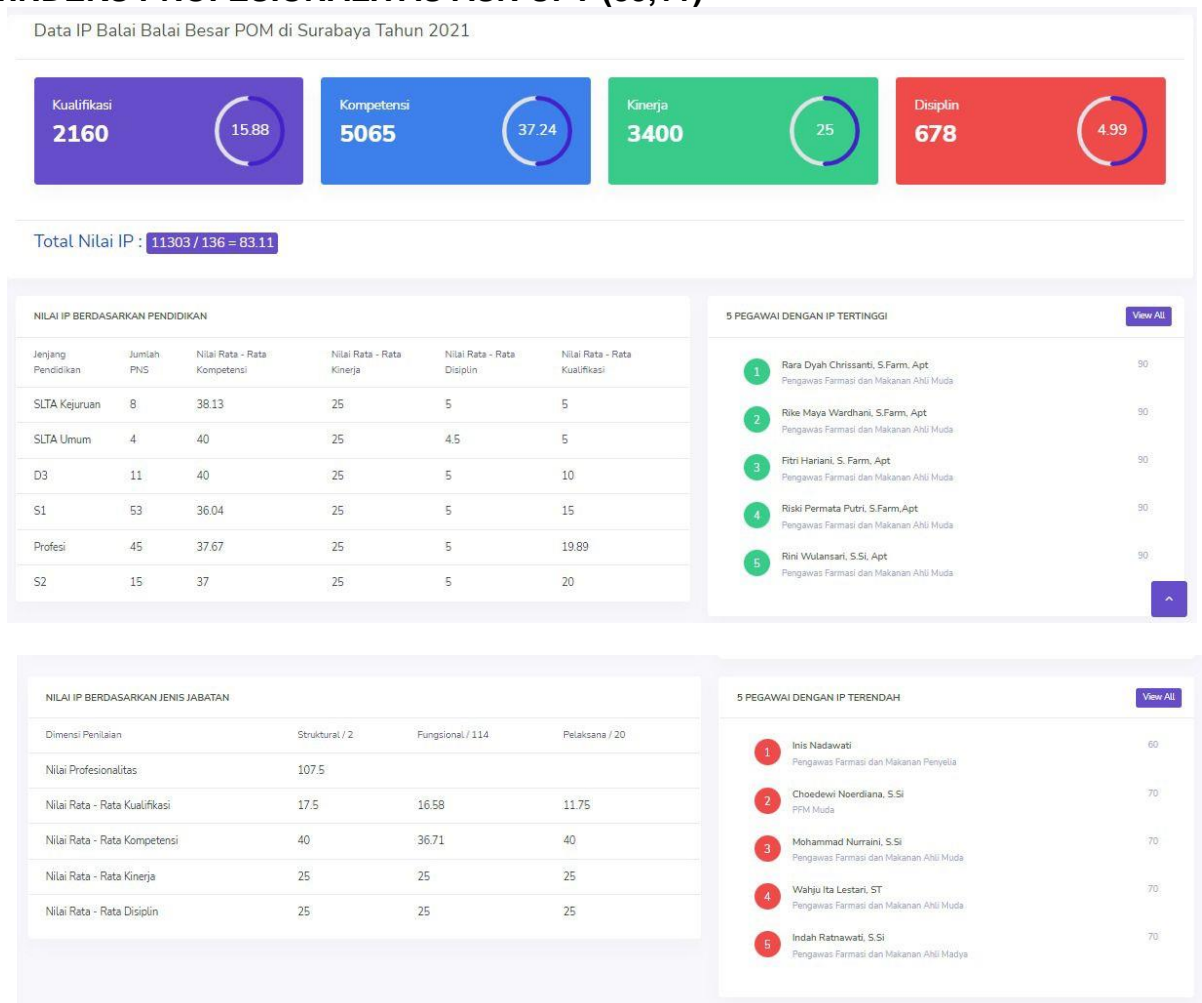 Data IP Balai Balai Besar POM di Surabaya Tahun 2021
Kualifikasi
2160
15.88
Kompetensi
5065
37.24
Kinerja
3400
25
Disiplin
678
4.99
Total Nilai IP : 11303 / 136 = 83.11
NILAI IP BERDASARKAN PENDIDIKAN
Jenjang Pendidikan Jumlah PNS Nilai Rata - Rata Kompetensi Nilai Rata - Rata Kinerja Nilai Rata - Rata Disiplin Nilai Rata - Rata Kualifikasi
SLTA Kejuruan 8 38.13 25 5 5
SLTA Umum 4 40 25 4.5 5
D3 11 40 25 5 10
S1 53 36.04 25 5 15
Profesi 45 37.67 25 5 19.89
S2 15 37 25 5 20
5 PEGAWAI DENGAN IP TERTINGGI View All
1 Rara Dyah Chrissanti, S.Farm, Apt 90
Pengawas Farmasi dan Makanan Ahli Muda
2 Rike Maya Wardhani, S.Farm, Apt 90
Pengawas Farmasi dan Makanan Ahli Muda
3 Fitri Hariani, S. Farm, Apt 90
Pengawas Farmasi dan Makanan Ahli Muda
4 Riski Permata Putri, S.Farm,Apt 90
Pengawas Farmasi dan Makanan Ahli Muda
5 Rini Wulansari, S.Si, Apt 90
Pengawas Farmasi dan Makanan Ahli Muda
NILAI IP BERDASARKAN JENIS JABATAN
Dimensi Penilaian Struktural / 2 Fungsional / 114 Pelaksana / 20
Nilai Profesionalitas 107.5
Nilai Rata - Rata Kualifikasi 17.5 16.58 11.75
Nilai Rata - Rata Kompetensi 40 36.71 40
Nilai Rata - Rata Kinerja 25 25 25
Nilai Rata - Rata Disiplin 25 25 25
5 PEGAWAI DENGAN IP TERENDAH View All
1 Inis Nadawati 60
Pengawas Farmasi dan Makanan Penyelia
2 Choedewi Noerdiana, S.Si 70
PFM Muda
3 Mohammad Nurraini, S.Si 70
Pengawas Farmasi dan Makanan Ahli Muda
4 Wahju Ita Lestari, ST 70
Pengawas Farmasi dan Makanan Ahli Muda
5 Indah Ratnawati, S.Si 70
Pengawas Farmasi dan Makanan Ahli Madya